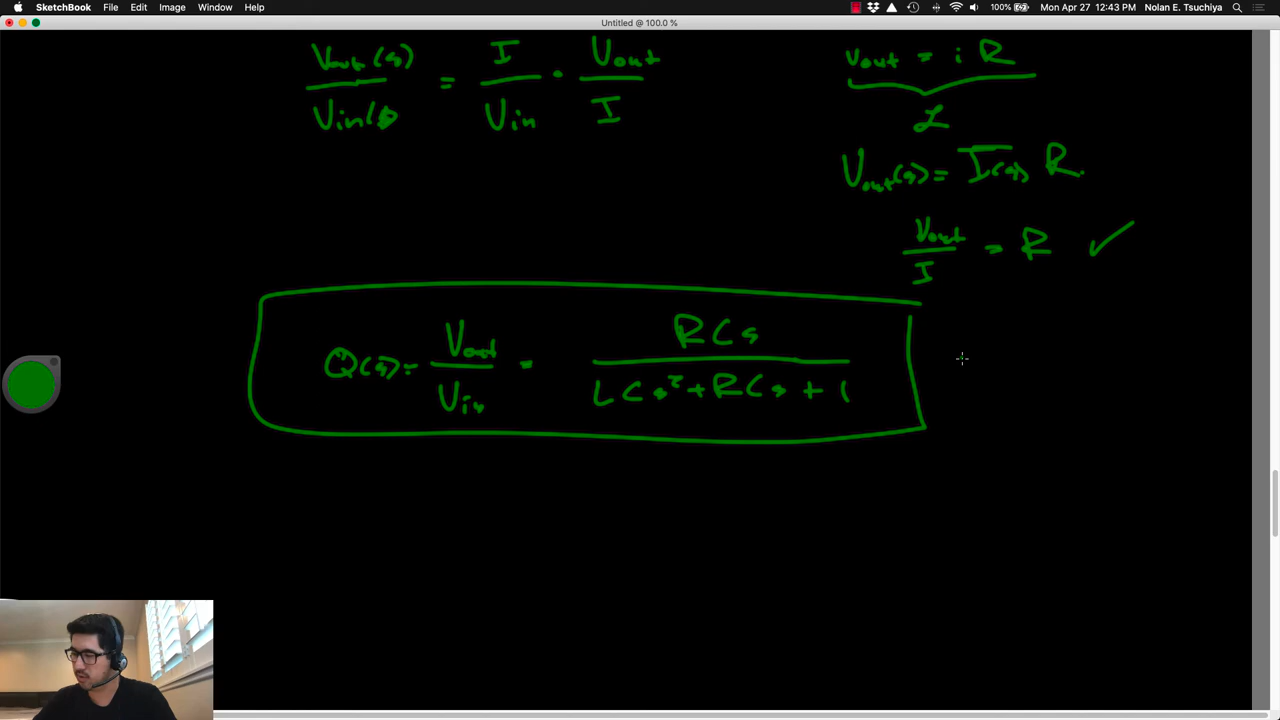 SketchBook File Edit Image Window Help 100% Mon Apr 27 12:43 PM Nolan E. Tsuchiya
Untitled @ 100.0 %
Vout(s) / Vin(s) = I / Vin · Vout / I
vout = i R
ℒ
Vout(s) = I(s) R.
Vout / I = R ✓
Q(s) = Vout / Vin = RCs / LCs² + RCs + 1